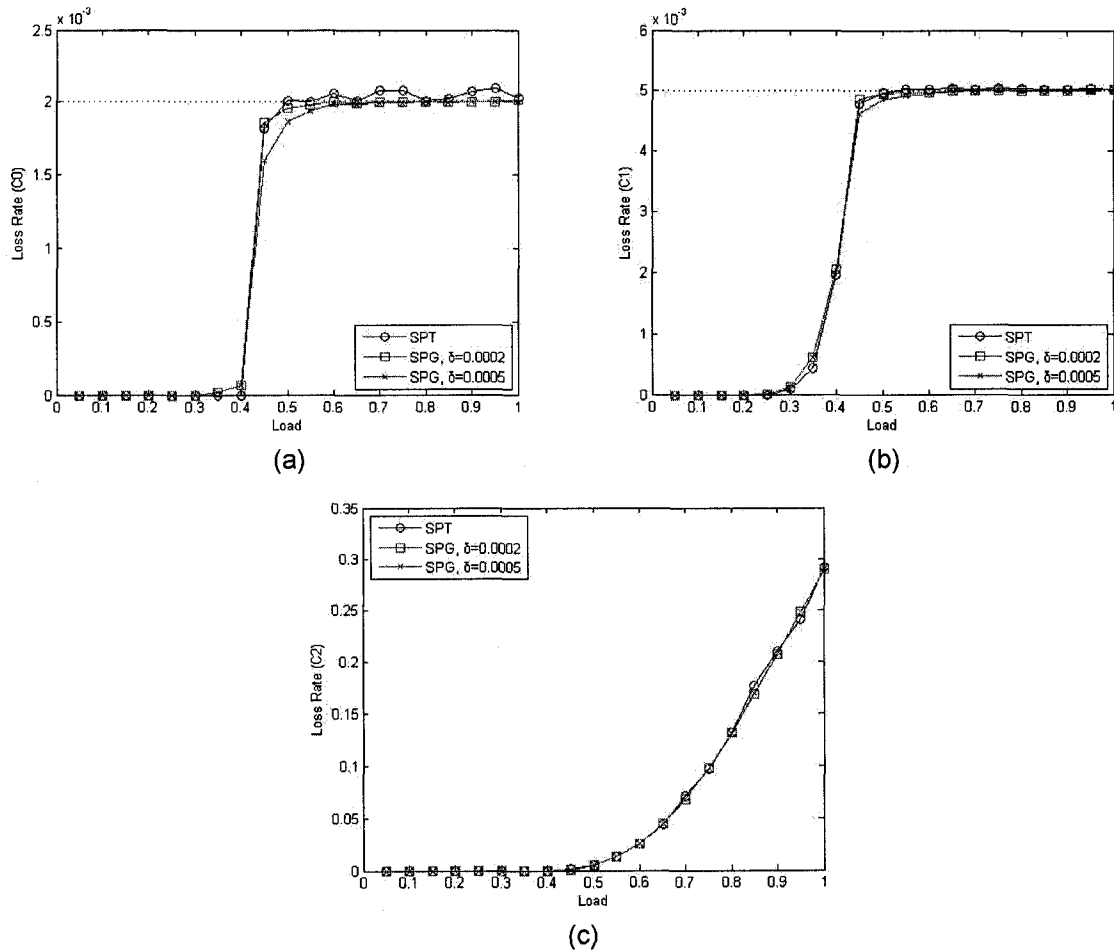 x 10⁻³
2.5
2
1.5
1
0.5
0
Loss Rate (C0)
0 0.1 0.2 0.3 0.4 0.5 0.6 0.7 0.8 0.9 1
Load
SPT
SPG, δ=0.0002
SPG, δ=0.0005
(a)
x 10⁻³
6
5
4
3
2
1
0
Loss Rate (C1)
0 0.1 0.2 0.3 0.4 0.5 0.6 0.7 0.8 0.9 1
Load
SPT
SPG, δ=0.0002
SPG, δ=0.0005
(b)
0.35
0.3
0.25
0.2
0.15
0.1
0.05
0
Loss Rate (C2)
0 0.1 0.2 0.3 0.4 0.5 0.6 0.7 0.8 0.9 1
Load
SPT
SPG, δ=0.0002
SPG, δ=0.0005
(c)